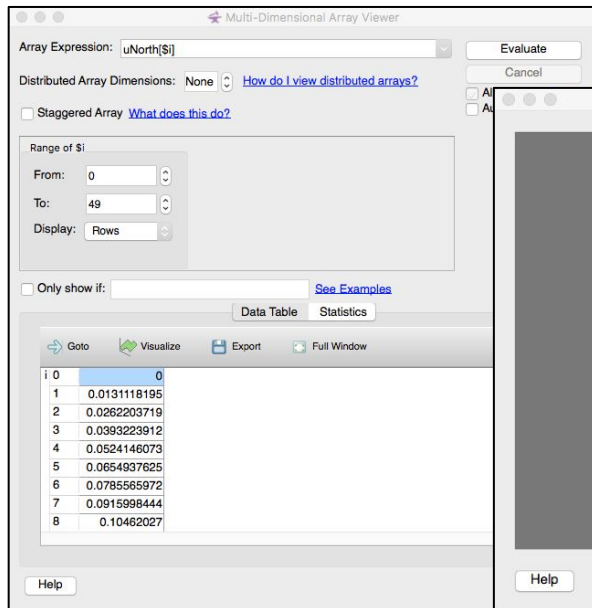 Multi-Dimensional Array Viewer
Array Expression: uNorth[$i]
Evaluate
Distributed Array Dimensions: None How do I view distributed arrays?
Cancel
Al
Staggered Array What does this do?
Au
Range of $i
From: 0
To: 49
Display: Rows
Only show if: See Examples
Data Table Statistics
Goto Visualize Export Full Window
i 0 0
1 0.0131118195
2 0.0262203719
3 0.0393223912
4 0.0524146073
5 0.0654937625
6 0.0785565972
7 0.0915998444
8 0.10462027
Help
Help